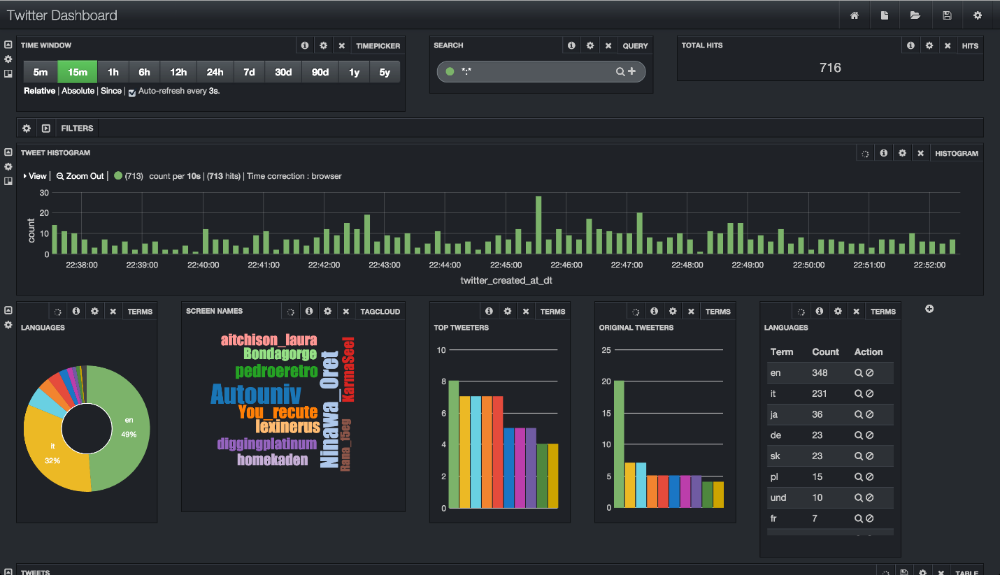 Twitter Dashboard
TIME WINDOW
TIMEPICKER
5m 15m 1h 6h 12h 24h 7d 30d 90d 1y 5y
Relative | Absolute | Since | Auto-refresh every 3s.
SEARCH
QUERY
*:*
TOTAL HITS
HITS
716
FILTERS
TWEET HISTOGRAM
HISTOGRAM
View | Zoom Out | (713) count per 10s | (713 hits) | Time correction : browser
30
20
10
0
count
22:38:00 22:39:00 22:40:00 22:41:00 22:42:00 22:43:00 22:44:00 22:45:00 22:46:00 22:47:00 22:48:00 22:49:00 22:50:00 22:51:00 22:52:00
twitter_created_at_dt
TERMS
LANGUAGES
en
49%
it
32%
SCREEN NAMES
TAGCLOUD
aitchison_laura
Bondagorge
pedroeretro
Autouniv
You_recute
lexinerus
diggingplatinum
homekaden
Niinawa_Oret
KarmaSeei
Rana_f5eg
TERMS
TOP TWEETERS
10
8
6
4
2
0
TERMS
ORIGINAL TWEETERS
25
20
15
10
5
0
TERMS
LANGUAGES
Term Count Action
en 348
it 231
ja 36
de 23
sk 23
pl 15
und 10
fr 7
TWEETS
TABLE